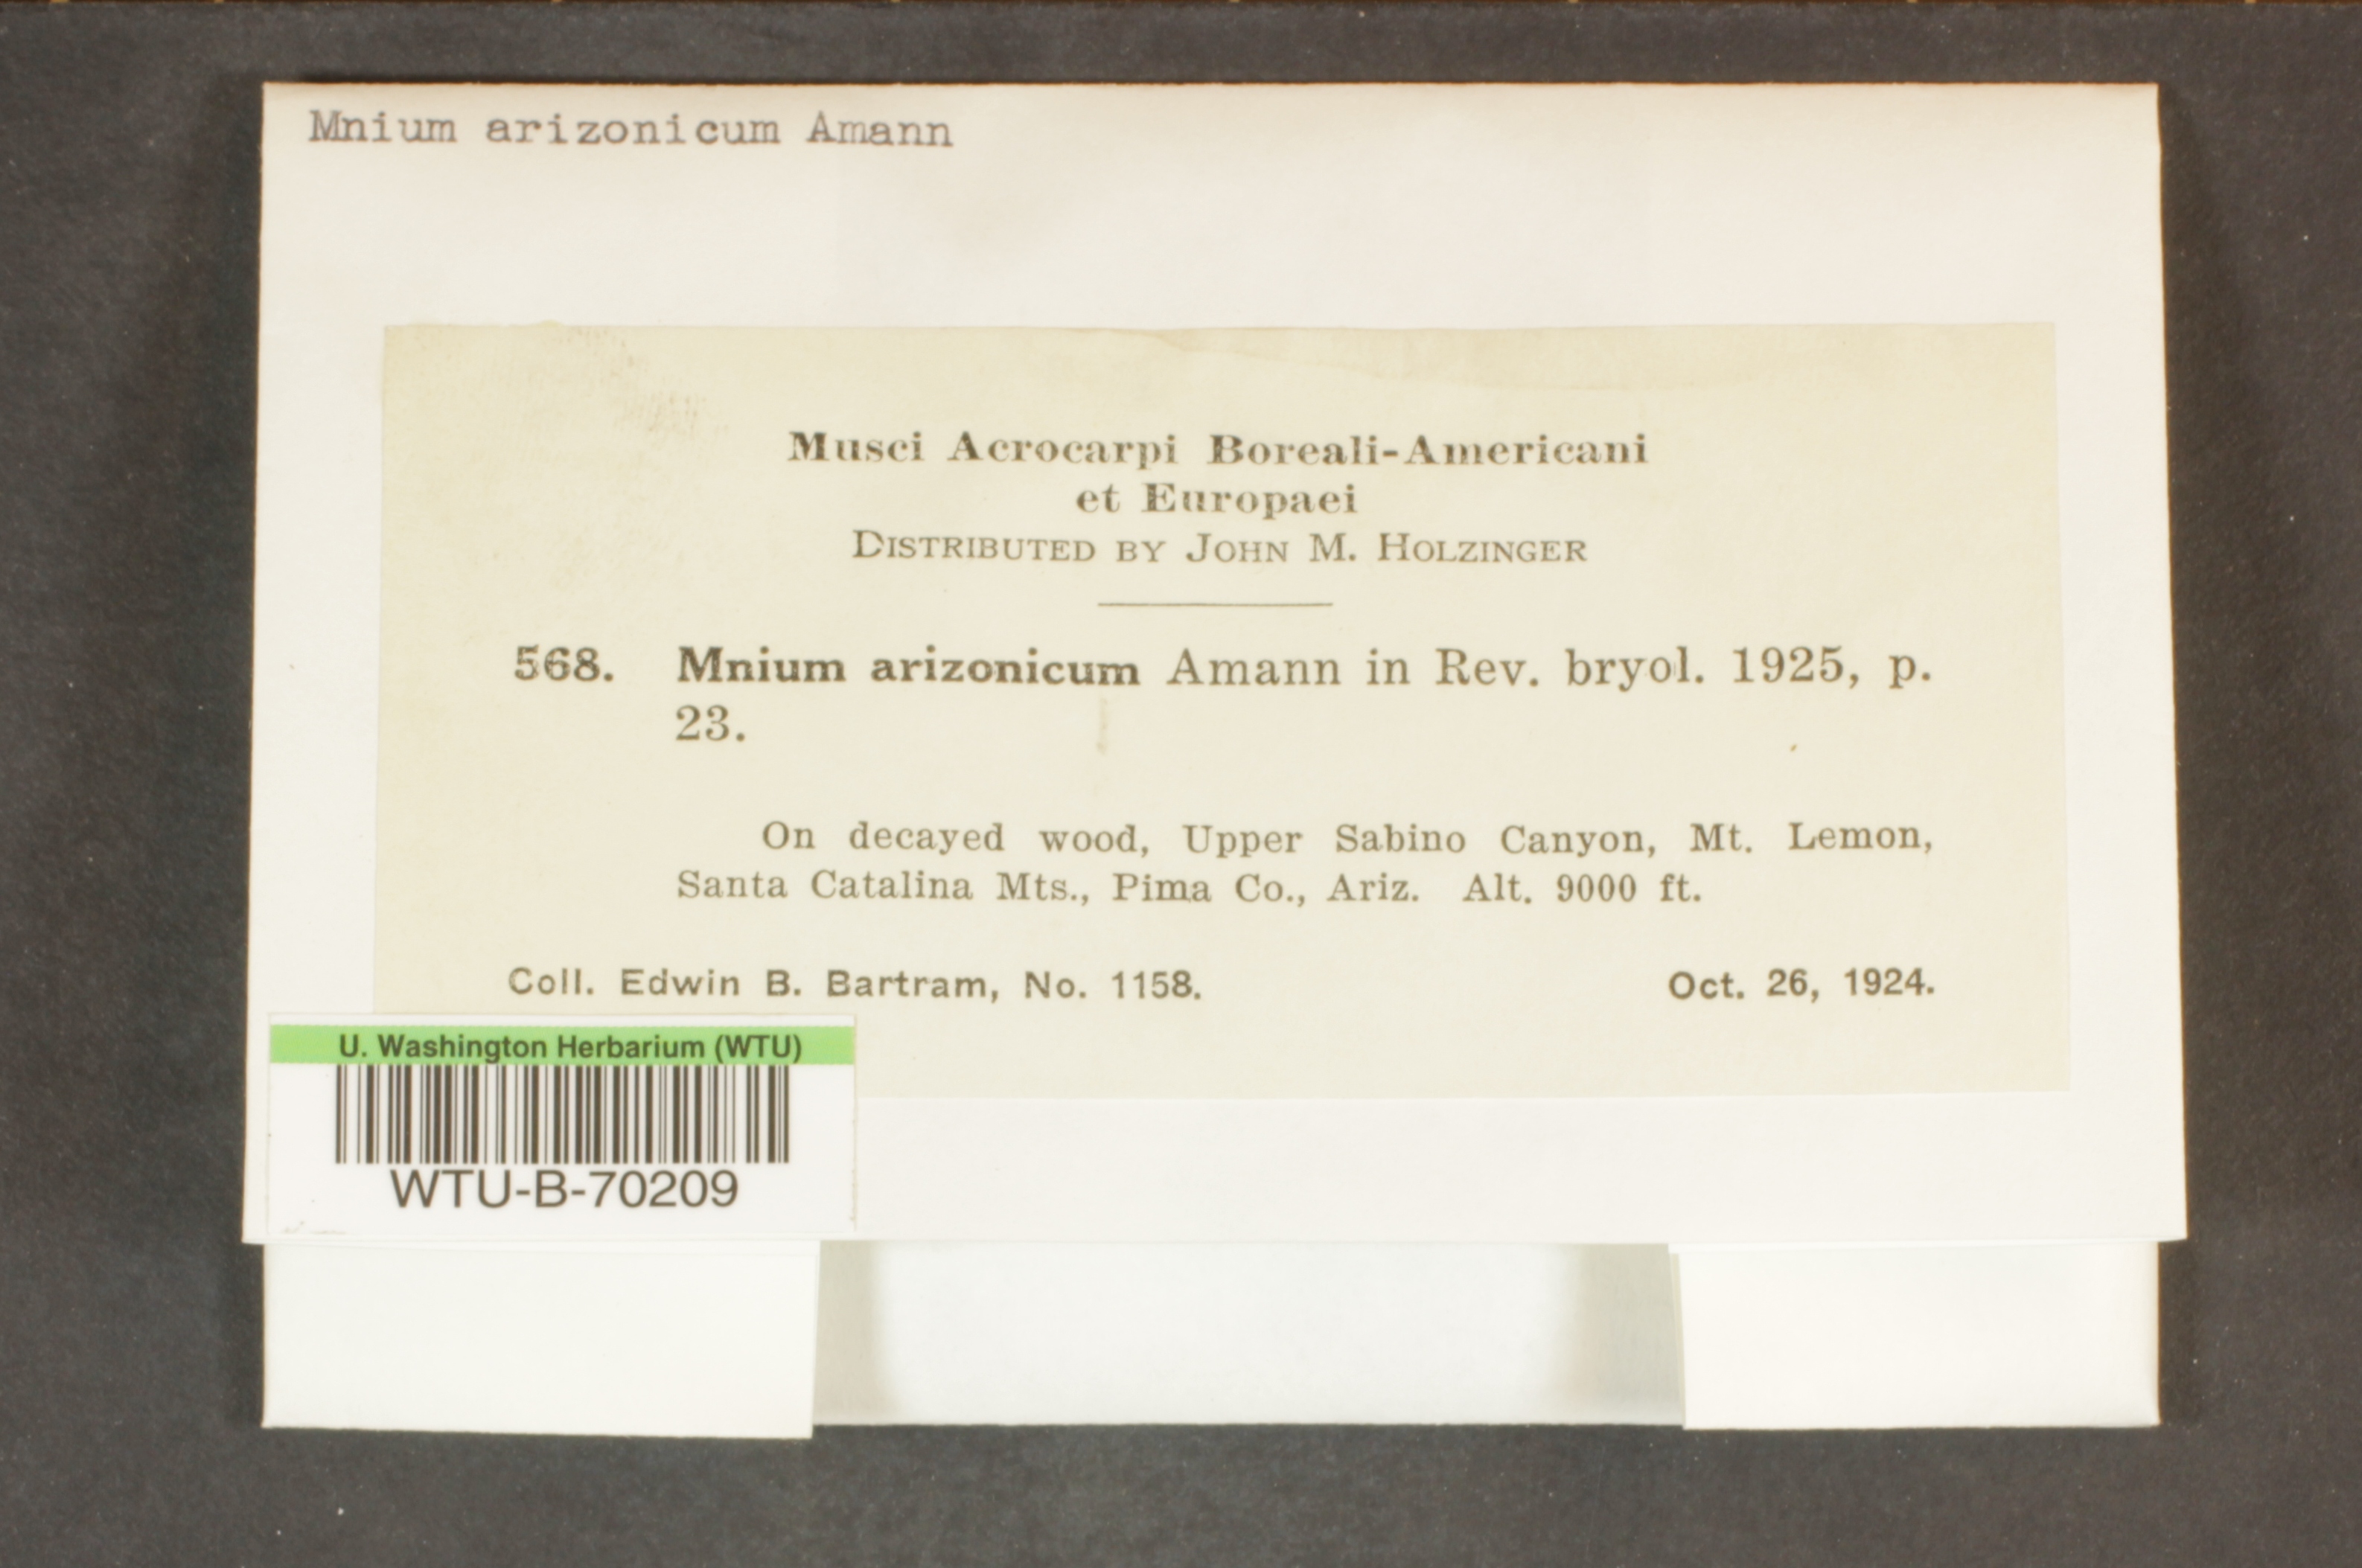 Mnium arizonicum Amann
Musci Acrocarpi Boreali-Americani
et Europaei
DISTRIBUTED BY JOHN M. HOLZINGER
568. Mnium arizonicum Amann in Rev. bryol. 1925, p.
23.
On decayed wood, Upper Sabino Canyon, Mt. Lemon,
Santa Catalina Mts., Pima Co., Ariz. Alt. 9000 ft.
Coll. Edwin B. Bartram, No. 1158. Oct. 26, 1924.
U. Washington Herbarium (WTU)
WTU-B-70209